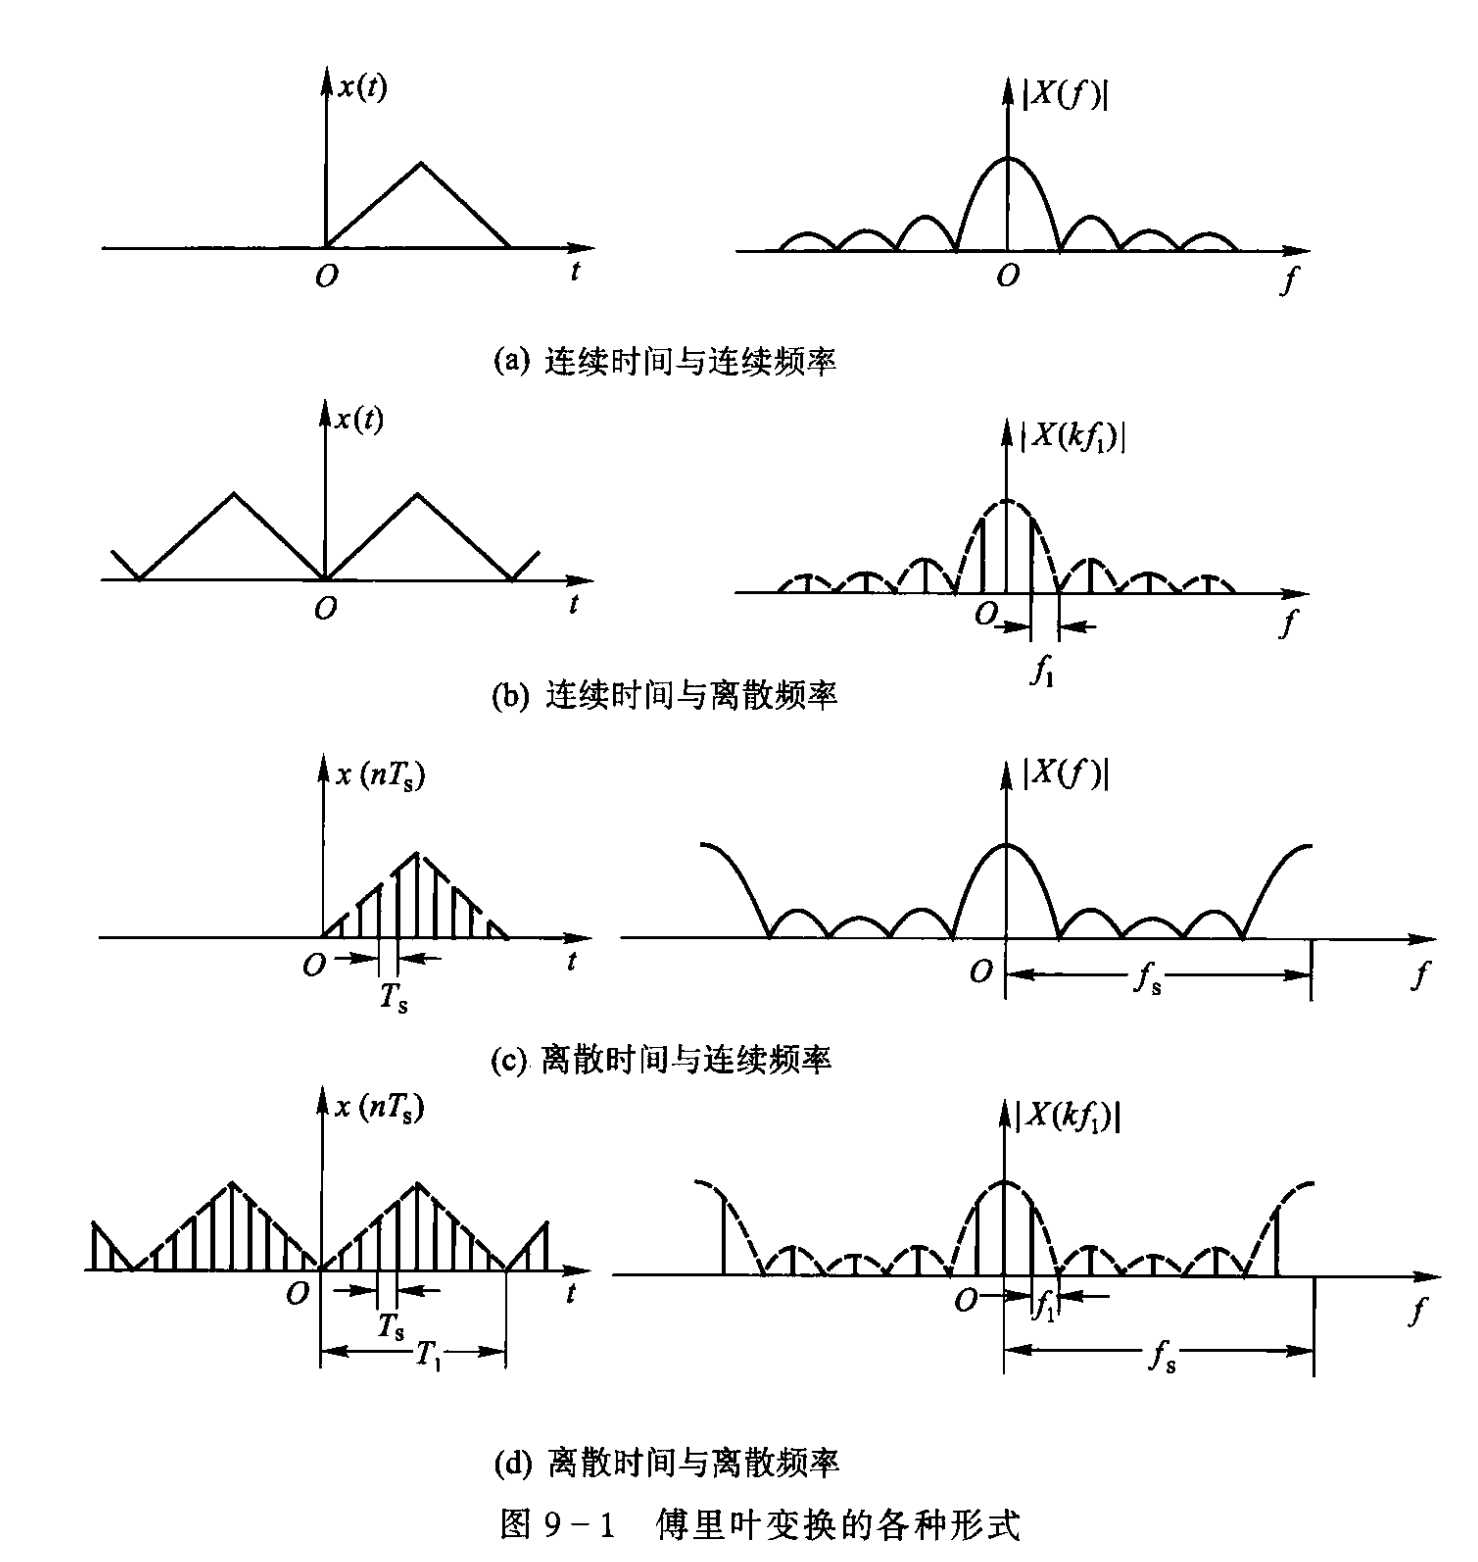 x(t)
|X(f)|
O t
O f
(a) 连续时间与连续频率
x(t)
|X(kf₁)|
O t
O f
f₁
(b) 连续时间与离散频率
x(nTₛ)
|X(f)|
O t
Tₛ
O fₛ f
(c) 离散时间与连续频率
x(nTₛ)
|X(kf₁)|
O t
Tₛ
T₁
O f₁ f
fₛ
(d) 离散时间与离散频率
图 9-1 傅里叶变换的各种形式